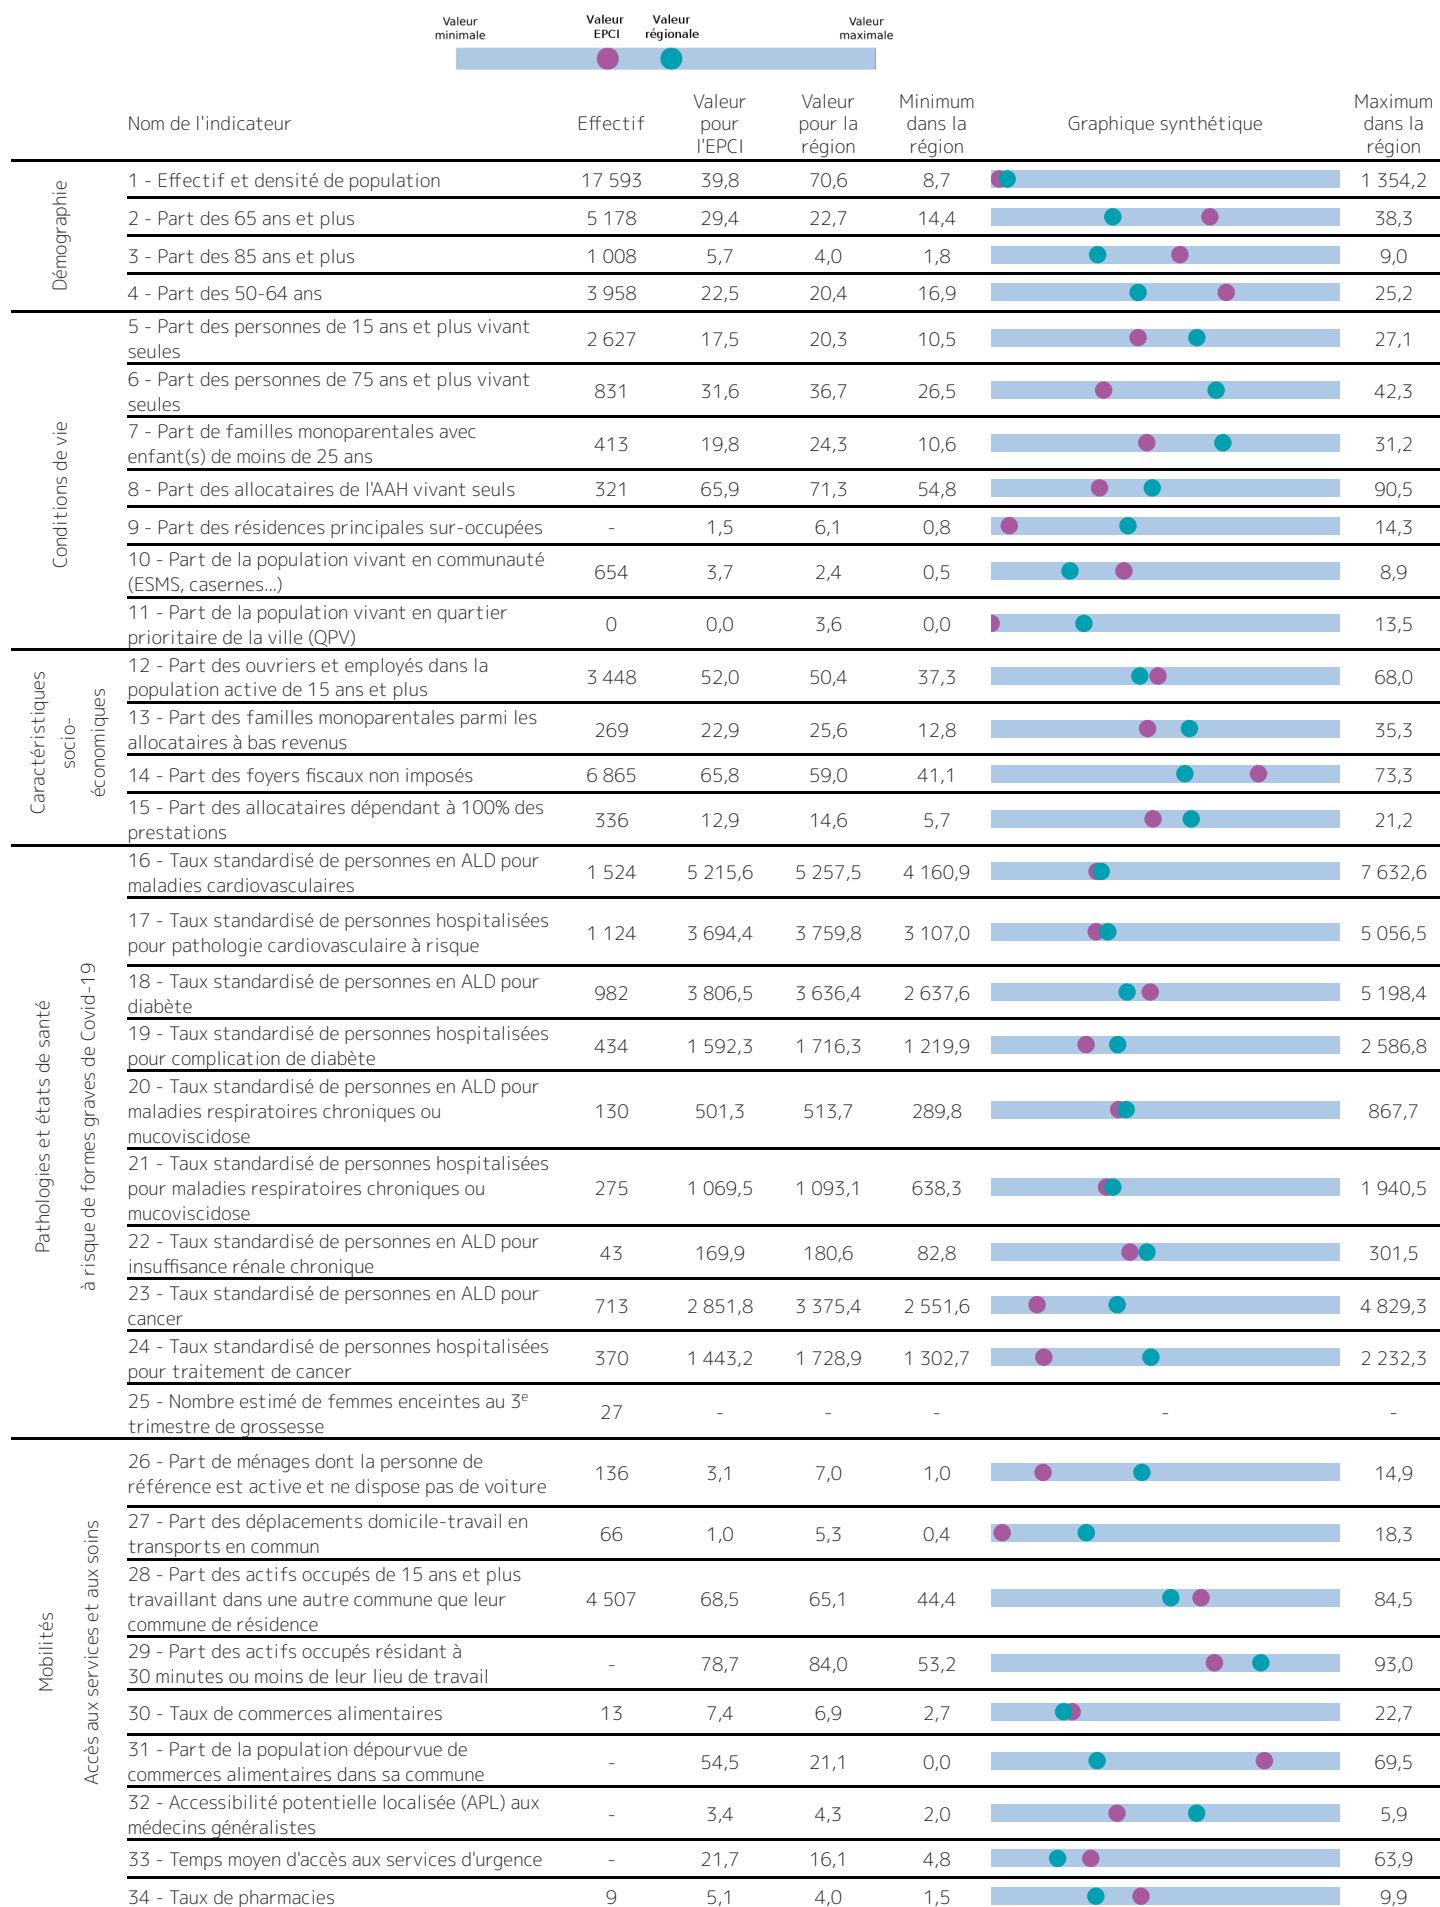 Valeur minimale
Valeur EPCI
Valeur régionale
Valeur maximale
Nom de l'indicateur
Effectif
Valeur pour l'EPCI
Valeur pour la région
Minimum dans la région
Graphique synthétique
Maximum dans la région
Démographie
1 - Effectif et densité de population 17 593 39,8 70,6 8,7 1 354,2
2 - Part des 65 ans et plus 5 178 29,4 22,7 14,4 38,3
3 - Part des 85 ans et plus 1 008 5,7 4,0 1,8 9,0
4 - Part des 50-64 ans 3 958 22,5 20,4 16,9 25,2
Conditions de vie
5 - Part des personnes de 15 ans et plus vivant
seules 2 627 17,5 20,3 10,5 27,1
6 - Part des personnes de 75 ans et plus vivant
seules 831 31,6 36,7 26,5 42,3
7 - Part de familles monoparentales avec
enfant(s) de moins de 25 ans 413 19,8 24,3 10,6 31,2
8 - Part des allocataires de l'AAH vivant seuls 321 65,9 71,3 54,8 90,5
9 - Part des résidences principales sur-occupées - 1,5 6,1 0,8 14,3
10 - Part de la population vivant en communauté
(ESMS, casernes...) 654 3,7 2,4 0,5 8,9
11 - Part de la population vivant en quartier
prioritaire de la ville (QPV) 0 0,0 3,6 0,0 13,5
Caractéristiques
socio-
économiques
12 - Part des ouvriers et employés dans la
population active de 15 ans et plus 3 448 52,0 50,4 37,3 68,0
13 - Part des familles monoparentales parmi les
allocataires à bas revenus 269 22,9 25,6 12,8 35,3
14 - Part des foyers fiscaux non imposés 6 865 65,8 59,0 41,1 73,3
15 - Part des allocataires dépendant à 100% des
prestations 336 12,9 14,6 5,7 21,2
Pathologies et états de santé
à risque de formes graves de Covid-19
16 - Taux standardisé de personnes en ALD pour
maladies cardiovasculaires 1 524 5 215,6 5 257,5 4 160,9 7 632,6
17 - Taux standardisé de personnes hospitalisées
pour pathologie cardiovasculaire à risque 1 124 3 694,4 3 759,8 3 107,0 5 056,5
18 - Taux standardisé de personnes en ALD pour
diabète 982 3 806,5 3 636,4 2 637,6 5 198,4
19 - Taux standardisé de personnes hospitalisées
pour complication de diabète 434 1 592,3 1 716,3 1 219,9 2 586,8
20 - Taux standardisé de personnes en ALD pour
maladies respiratoires chroniques ou 130 501,3 513,7 289,8 867,7
mucoviscidose
21 - Taux standardisé de personnes hospitalisées
pour maladies respiratoires chroniques ou 275 1 069,5 1 093,1 638,3 1 940,5
mucoviscidose
22 - Taux standardisé de personnes en ALD pour
insuffisance rénale chronique 43 169,9 180,6 82,8 301,5
23 - Taux standardisé de personnes en ALD pour
cancer 713 2 851,8 3 375,4 2 551,6 4 829,3
24 - Taux standardisé de personnes hospitalisées
pour traitement de cancer 370 1 443,2 1 728,9 1 302,7 2 232,3
25 - Nombre estimé de femmes enceintes au 3e
trimestre de grossesse 27 - - - - -
Mobilités
Accès aux services et aux soins
26 - Part de ménages dont la personne de
référence est active et ne dispose pas de voiture 136 3,1 7,0 1,0 14,9
27 - Part des déplacements domicile-travail en
transports en commun 66 1,0 5,3 0,4 18,3
28 - Part des actifs occupés de 15 ans et plus
travaillant dans une autre commune que leur 4 507 68,5 65,1 44,4 84,5
commune de résidence
29 - Part des actifs occupés résidant à
30 minutes ou moins de leur lieu de travail - 78,7 84,0 53,2 93,0
30 - Taux de commerces alimentaires 13 7,4 6,9 2,7 22,7
31 - Part de la population dépourvue de
commerces alimentaires dans sa commune - 54,5 21,1 0,0 69,5
32 - Accessibilité potentielle localisée (APL) aux
médecins généralistes - 3,4 4,3 2,0 5,9
33 - Temps moyen d'accès aux services d'urgence - 21,7 16,1 4,8 63,9
34 - Taux de pharmacies 9 5,1 4,0 1,5 9,9